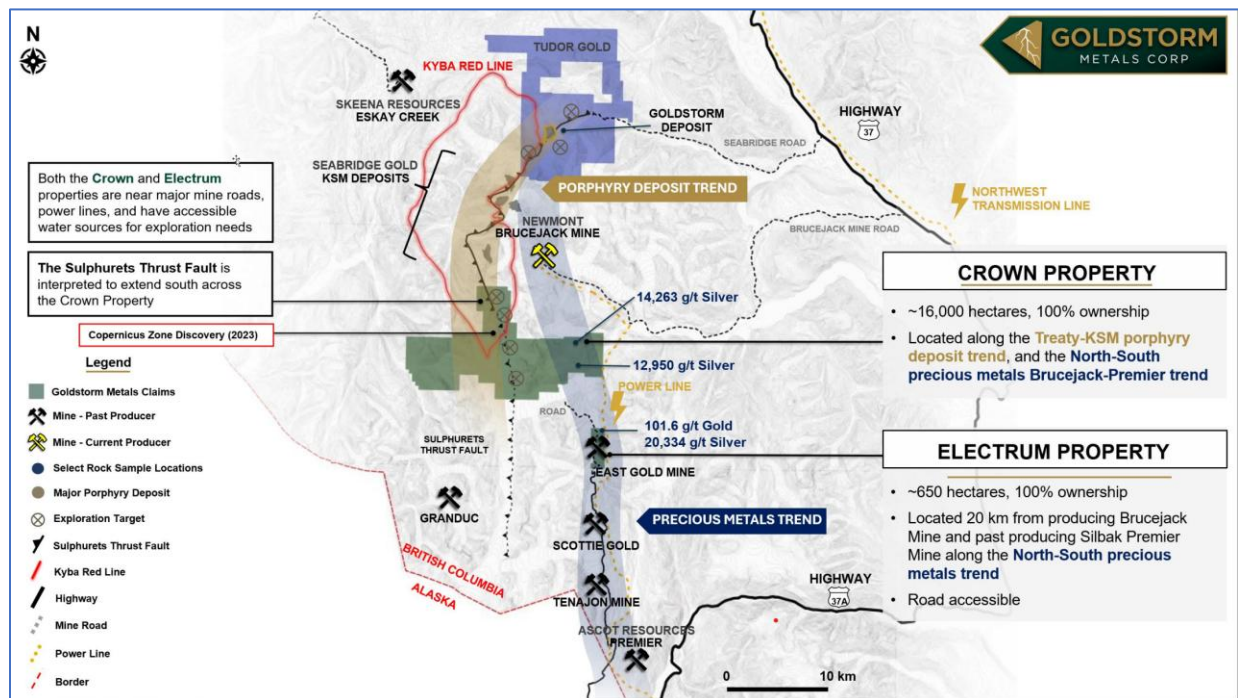 N
GOLDSTORM
METALS CORP
TUDOR GOLD
KYBA RED LINE
SKEENA RESOURCES
ESKAY CREEK
GOLDSTORM
DEPOSIT
HIGHWAY
37
SEABRIDGE ROAD
SEABRIDGE GOLD
KSM DEPOSITS
Both the Crown and Electrum
properties are near major mine roads,
power lines, and have accessible
water sources for exploration needs
PORPHYRY DEPOSIT TREND
NORTHWEST
TRANSMISSION LINE
NEWMONT
BRUCEJACK MINE
BRUCEJACK MINE ROAD
The Sulphurets Thrust Fault is
interpreted to extend south across
the Crown Property
Copernicus Zone Discovery (2023)
14,263 g/t Silver
12,950 g/t Silver
POWER LINE
CROWN PROPERTY
• ~16,000 hectares, 100% ownership
• Located along the Treaty-KSM porphyry
deposit trend, and the North-South
precious metals Brucejack-Premier trend
ROAD
101.6 g/t Gold
20,334 g/t Silver
EAST GOLD MINE
SULPHURETS
THRUST FAULT
GRANDUC
ELECTRUM PROPERTY
• ~650 hectares, 100% ownership
• Located 20 km from producing Brucejack
Mine and past producing Silbak Premier
Mine along the North-South precious
metals trend
• Road accessible
PRECIOUS METALS TREND
SCOTTIE GOLD
BRITISH COLUMBIA
ALASKA
TENAJON MINE
HIGHWAY
37A
ASCOT RESOURCES
PREMIER
0
10 km
Legend
Goldstorm Metals Claims
Mine - Past Producer
Mine - Current Producer
Select Rock Sample Locations
Major Porphyry Deposit
Exploration Target
Sulphurets Thrust Fault
Kyba Red Line
Highway
Mine Road
Power Line
Border